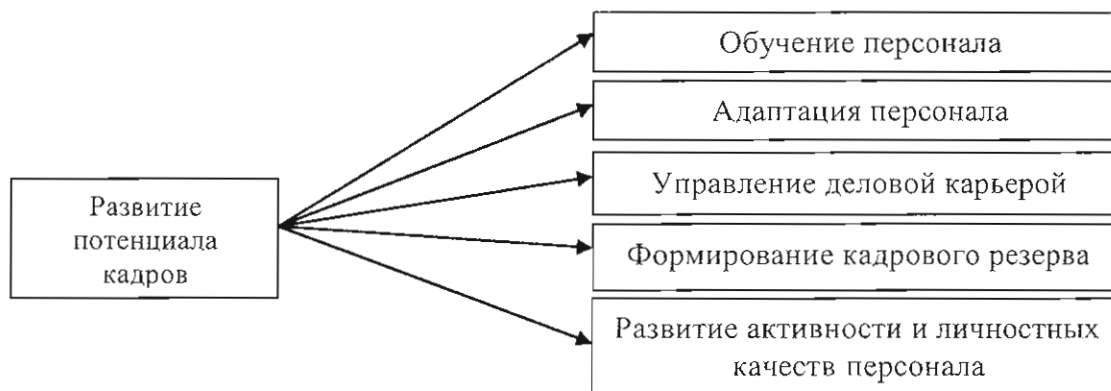 Обучение персонала
Адаптация персонала
Управление деловой карьерой
Развитие
потенциала
кадров
Формирование кадрового резерва
Развитие активности и личностных
качеств персонала